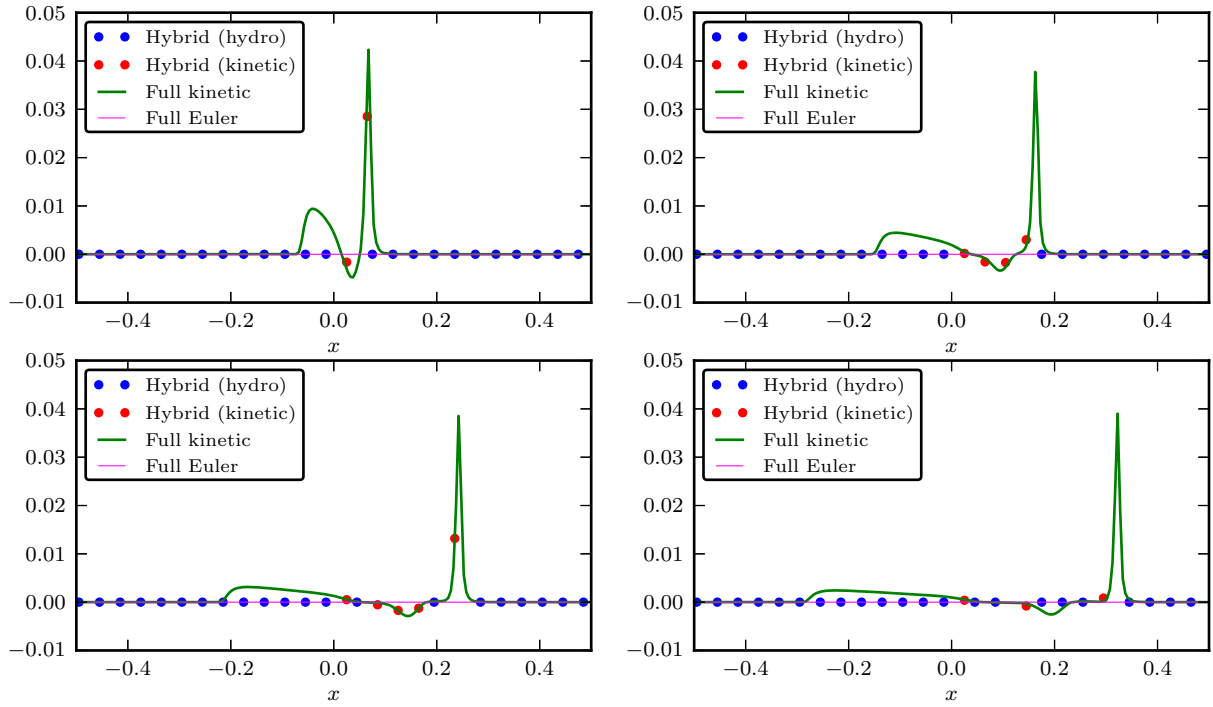 0.05
0.04
0.03
0.02
0.01
0.00
−0.01
Hybrid (hydro)
Hybrid (kinetic)
Full kinetic
Full Euler
−0.4 −0.2 0.0 0.2 0.4
x
0.05
0.04
0.03
0.02
0.01
0.00
−0.01
Hybrid (hydro)
Hybrid (kinetic)
Full kinetic
Full Euler
−0.4 −0.2 0.0 0.2 0.4
x
0.05
0.04
0.03
0.02
0.01
0.00
−0.01
Hybrid (hydro)
Hybrid (kinetic)
Full kinetic
Full Euler
−0.4 −0.2 0.0 0.2 0.4
x
0.05
0.04
0.03
0.02
0.01
0.00
−0.01
Hybrid (hydro)
Hybrid (kinetic)
Full kinetic
Full Euler
−0.4 −0.2 0.0 0.2 0.4
x